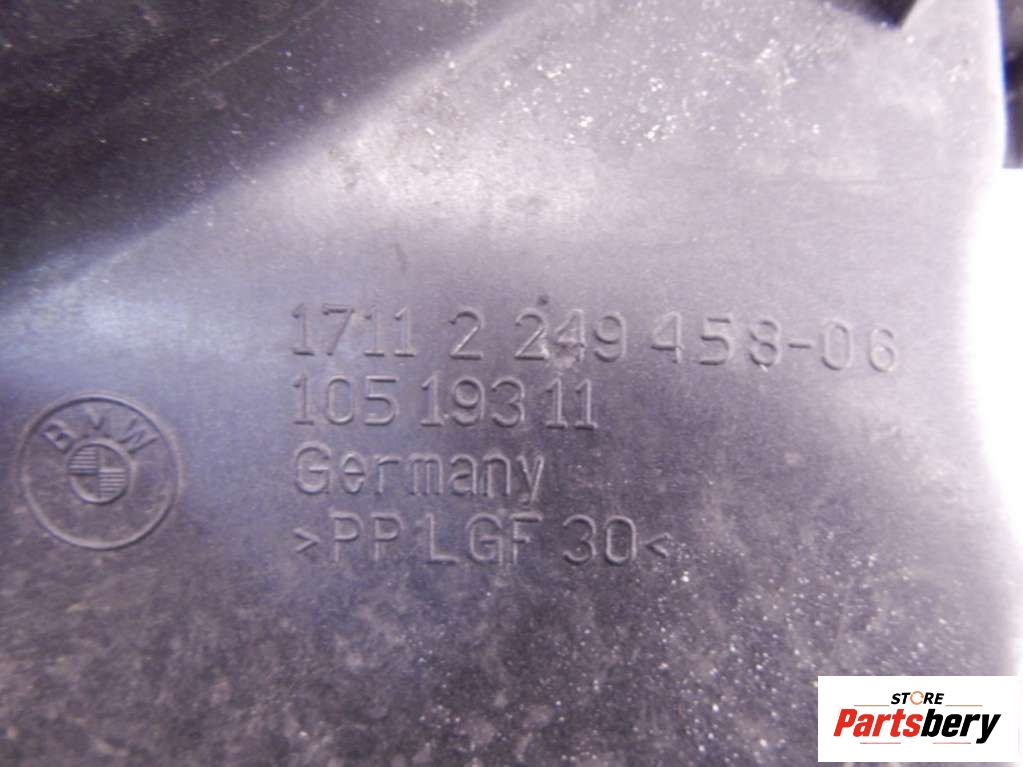 1711 2 249 458-06
105 193 11
Germany
>PP LGF 30<
BMW
STORE
Partsbery